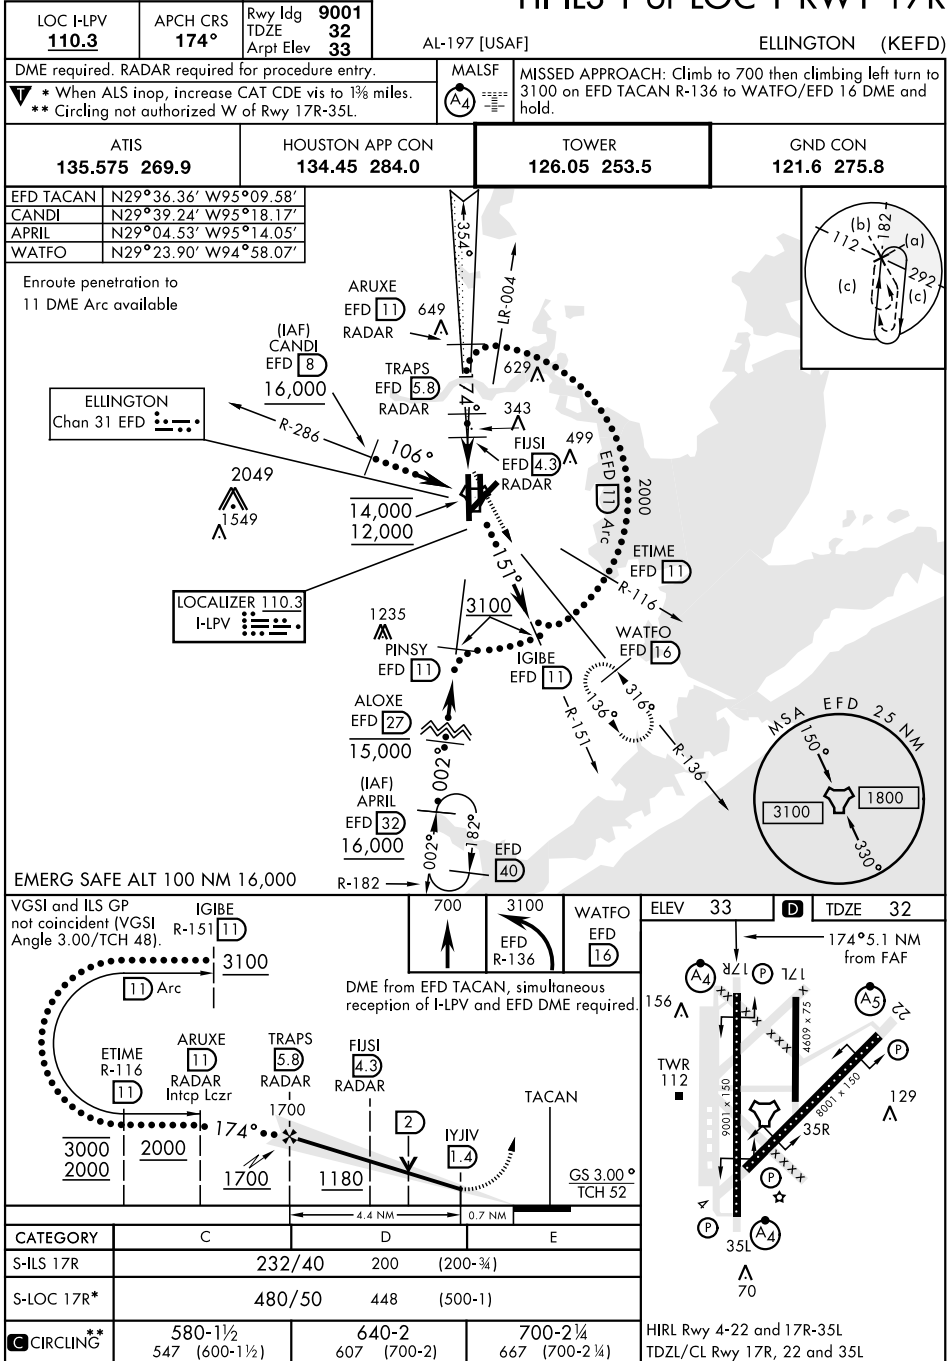 LOC I-LPV
110.3
APCH CRS
174°
Rwy ldg 9001
TDZE 32
Arpt Elev 33
AL-197 [USAF]
ELLINGTON (KEFD)
DME required. RADAR required for procedure entry.
T * When ALS inop, increase CAT CDE vis to 1⅜ miles.
** Circling not authorized W of Rwy 17R-35L.
MALSF
A4
MISSED APPROACH: Climb to 700 then climbing left turn to
3100 on EFD TACAN R-136 to WATFO/EFD 16 DME and
hold.
ATIS
135.575 269.9
HOUSTON APP CON
134.45 284.0
TOWER
126.05 253.5
GND CON
121.6 275.8
EFD TACAN N29°36.36' W95°09.58'
CANDI N29°39.24' W95°18.17'
APRIL N29°04.53' W95°14.05'
WATFO N29°23.90' W94°58.07'
Enroute penetration to
11 DME Arc available
354°
LR-004
(b) 182 (a)
112
292
(c) (c)
ARUXE
EFD 11
RADAR
649
(IAF)
CANDI
EFD 8
16,000
TRAPS
EFD 5.8
RADAR
174°
629
343
FIJSI
EFD 4.3
RADAR
499
ELLINGTON
Chan 31 EFD
R-286
106°
2049
1549
14,000
12,000
EFD 11 Arc
2000
ETIME
EFD 11
R-116
151°
LOCALIZER 110.3
I-LPV
1235
3100
PINSY
EFD 11
IGIBE
EFD 11
WATFO
EFD 16
R-151
136°
316°
R-136
ALOXE
EFD 27
15,000
002°
(IAF)
APRIL
EFD 32
16,000
002°
182°
EFD
40
R-182
MSA EFD 25 NM
150°
3100
1800
330°
EMERG SAFE ALT 100 NM 16,000
VGSI and ILS GP
not coincident (VGSI
Angle 3.00/TCH 48).
IGIBE
R-151 11
3100
11 Arc
700
3100
EFD
R-136
WATFO
EFD
16
DME from EFD TACAN, simultaneous
reception of I-LPV and EFD DME required.
ETIME
R-116
11
ARUXE
11
RADAR
Intcp Lczr
TRAPS
5.8
RADAR
FIJSI
4.3
RADAR
TACAN
1700
174°
2
IYJIV
1.4
3000
2000
2000
1700
1180
GS 3.00°
TCH 52
4.4 NM
0.7 NM
ELEV 33
D
TDZE 32
174° 5.1 NM
from FAF
A4
17R
P
17L
A5
22
156
4609 x 75
P
TWR
112
9001 x 150
8001 x 150
129
35R
P
4
P
35L
A4
70
HIRL Rwy 4-22 and 17R-35L
TDZL/CL Rwy 17R, 22 and 35L
CATEGORY C D E
S-ILS 17R 232/40 200 (200-¾)
S-LOC 17R* 480/50 448 (500-1)
C CIRCLING** 580-1½ 640-2 700-2¼
547 (600-1½) 607 (700-2) 667 (700-2¼)